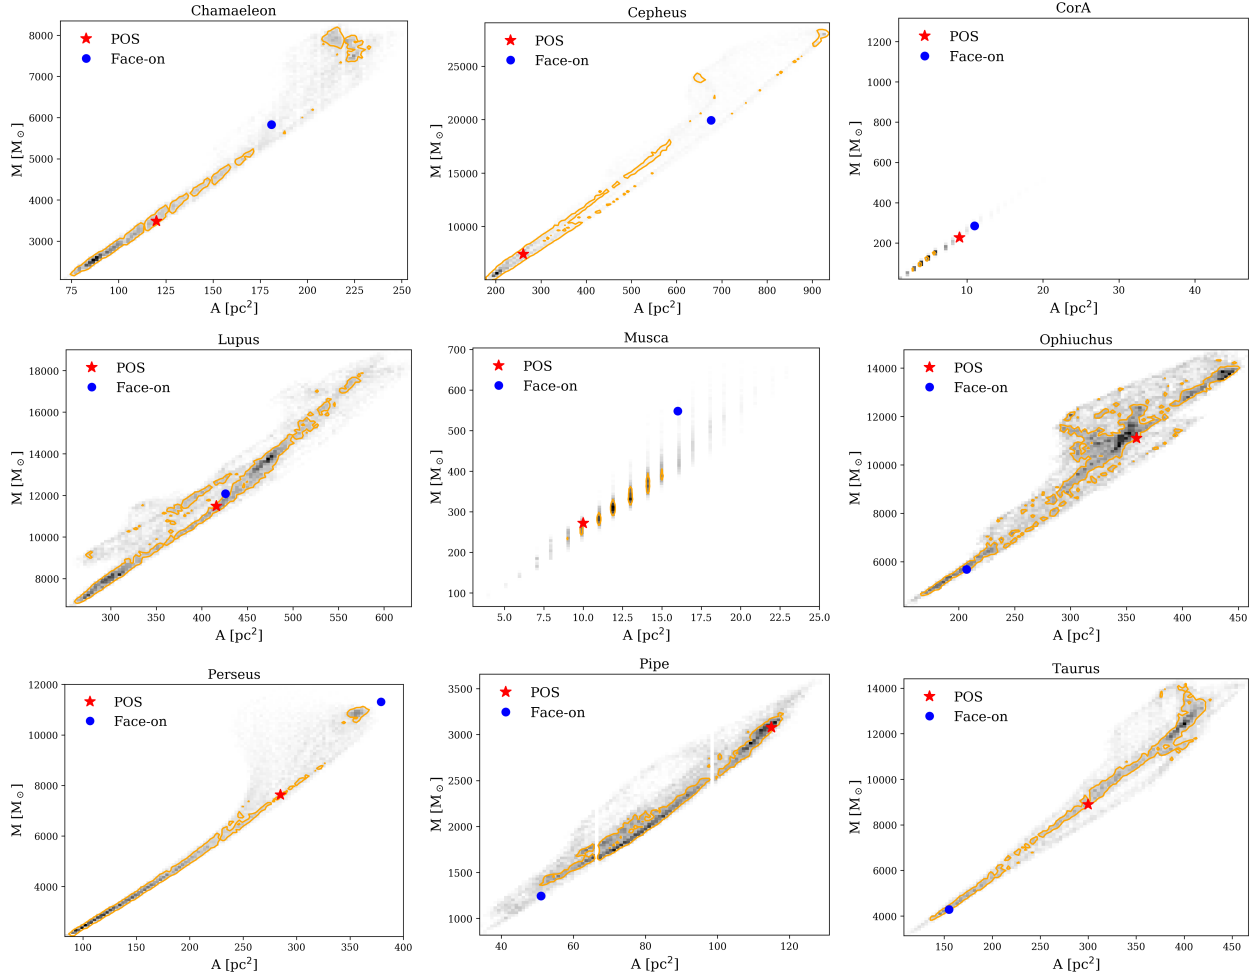 Chamaeleon
POS
Face-on
M [M⊙]
8000
7000
6000
5000
4000
3000
75 100 125 150 175 200 225 250
A [pc²]
Cepheus
POS
Face-on
M [M⊙]
25000
20000
15000
10000
200 300 400 500 600 700 800 900
A [pc²]
CorA
POS
Face-on
M [M⊙]
1200
1000
800
600
400
200
10 20 30 40
A [pc²]
Lupus
POS
Face-on
M [M⊙]
18000
16000
14000
12000
10000
8000
300 350 400 450 500 550 600
A [pc²]
Musca
POS
Face-on
M [M⊙]
700
600
500
400
300
200
100
5.0 7.5 10.0 12.5 15.0 17.5 20.0 22.5 25.0
A [pc²]
Ophiuchus
POS
Face-on
M [M⊙]
14000
12000
10000
8000
6000
200 250 300 350 400 450
A [pc²]
Perseus
POS
Face-on
M [M⊙]
12000
10000
8000
6000
4000
100 150 200 250 300 350 400
A [pc²]
Pipe
POS
Face-on
M [M⊙]
3500
3000
2500
2000
1500
1000
40 60 80 100 120
A [pc²]
Taurus
POS
Face-on
M [M⊙]
14000
12000
10000
8000
6000
4000
150 200 250 300 350 400 450
A [pc²]